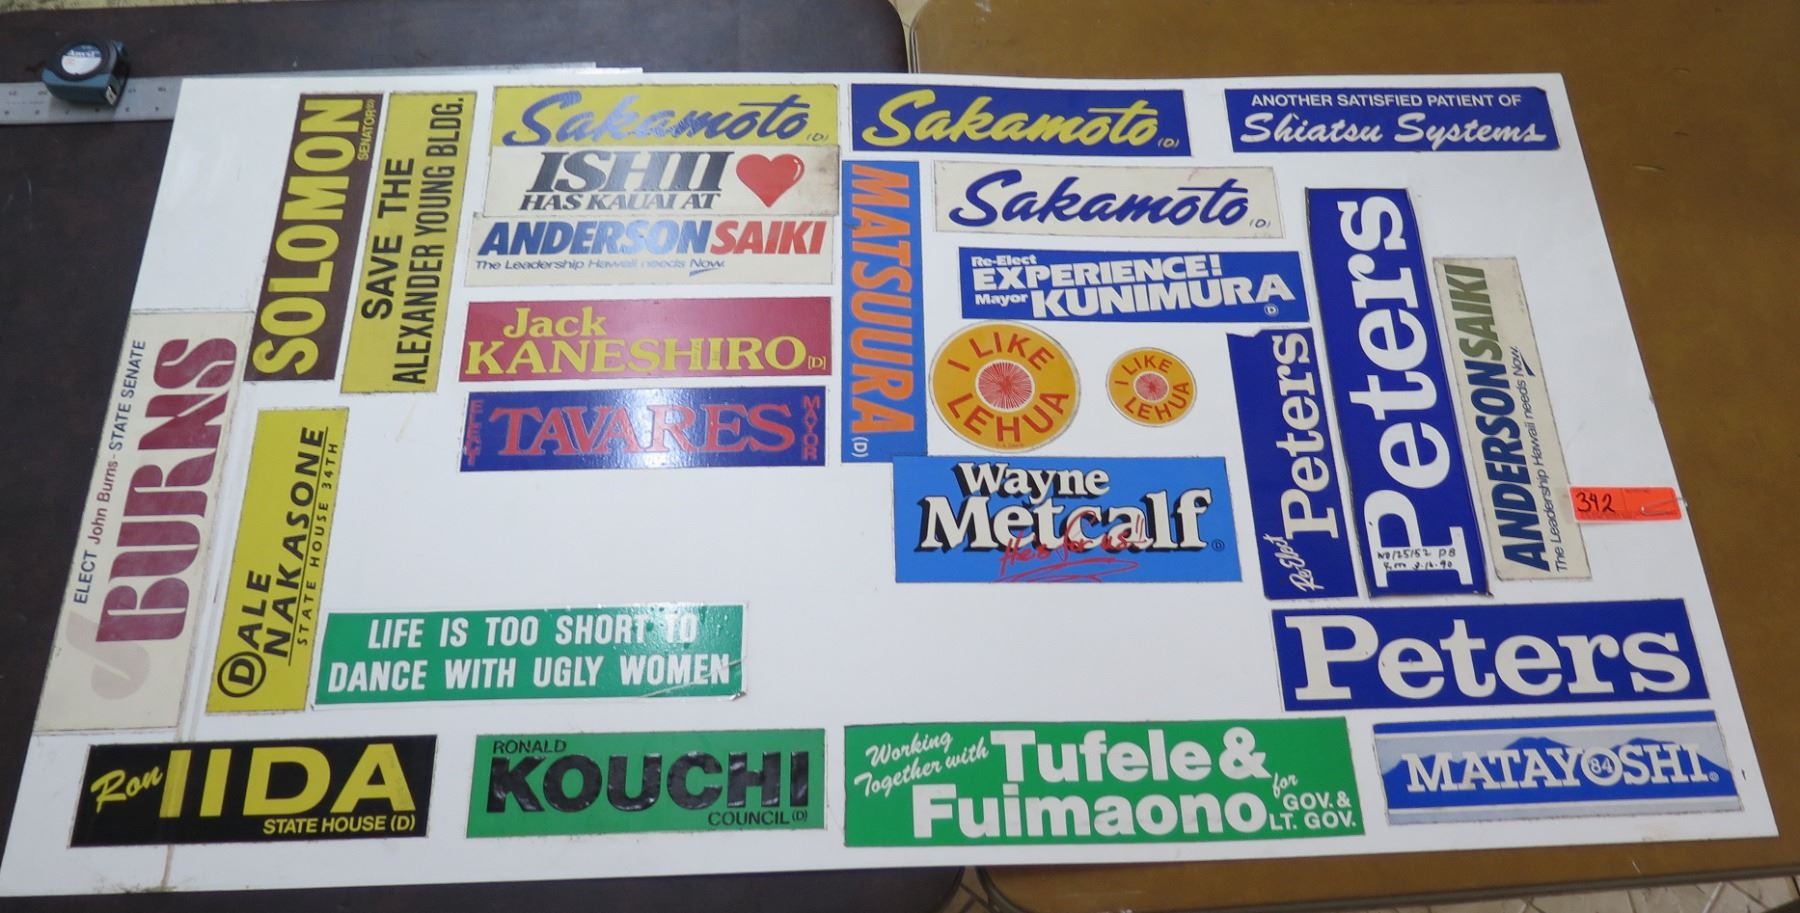 SOLOMON
SENATOR (D)
SAVE THE
ALEXANDER YOUNG BLDG.
Sakamoto (D)
ISHII
HAS KAUAI AT
ANDERSON SAIKI
The Leadership Hawaii needs Now.
Jack
KANESHIRO [D]
ELECT
TAVARES
MAYOR
Sakamoto (D)
ANOTHER SATISFIED PATIENT OF
Shiatsu Systems
MATSUURA (D)
Sakamoto (D)
Re-Elect
EXPERIENCE!
Mayor KUNIMURA
D
I LIKE
LEHUA
I LIKE
LEHUA
Wayne
Metcalf D
He's for us!!
ReElect Peters
Peters
ANDERSON SAIKI
The Leadership Hawaii needs Now.
342
ELECT John Burns - STATE SENATE
BURNS
DALE
NAKASONE
STATE HOUSE 34TH
LIFE IS TOO SHORT TO
DANCE WITH UGLY WOMEN
Peters
Ron IIDA
STATE HOUSE (D)
RONALD
KOUCHI
COUNCIL (D)
Working
Together with
Tufele &
Fuimaono
for
GOV. &
LT. GOV.
MATAYOSHI
84